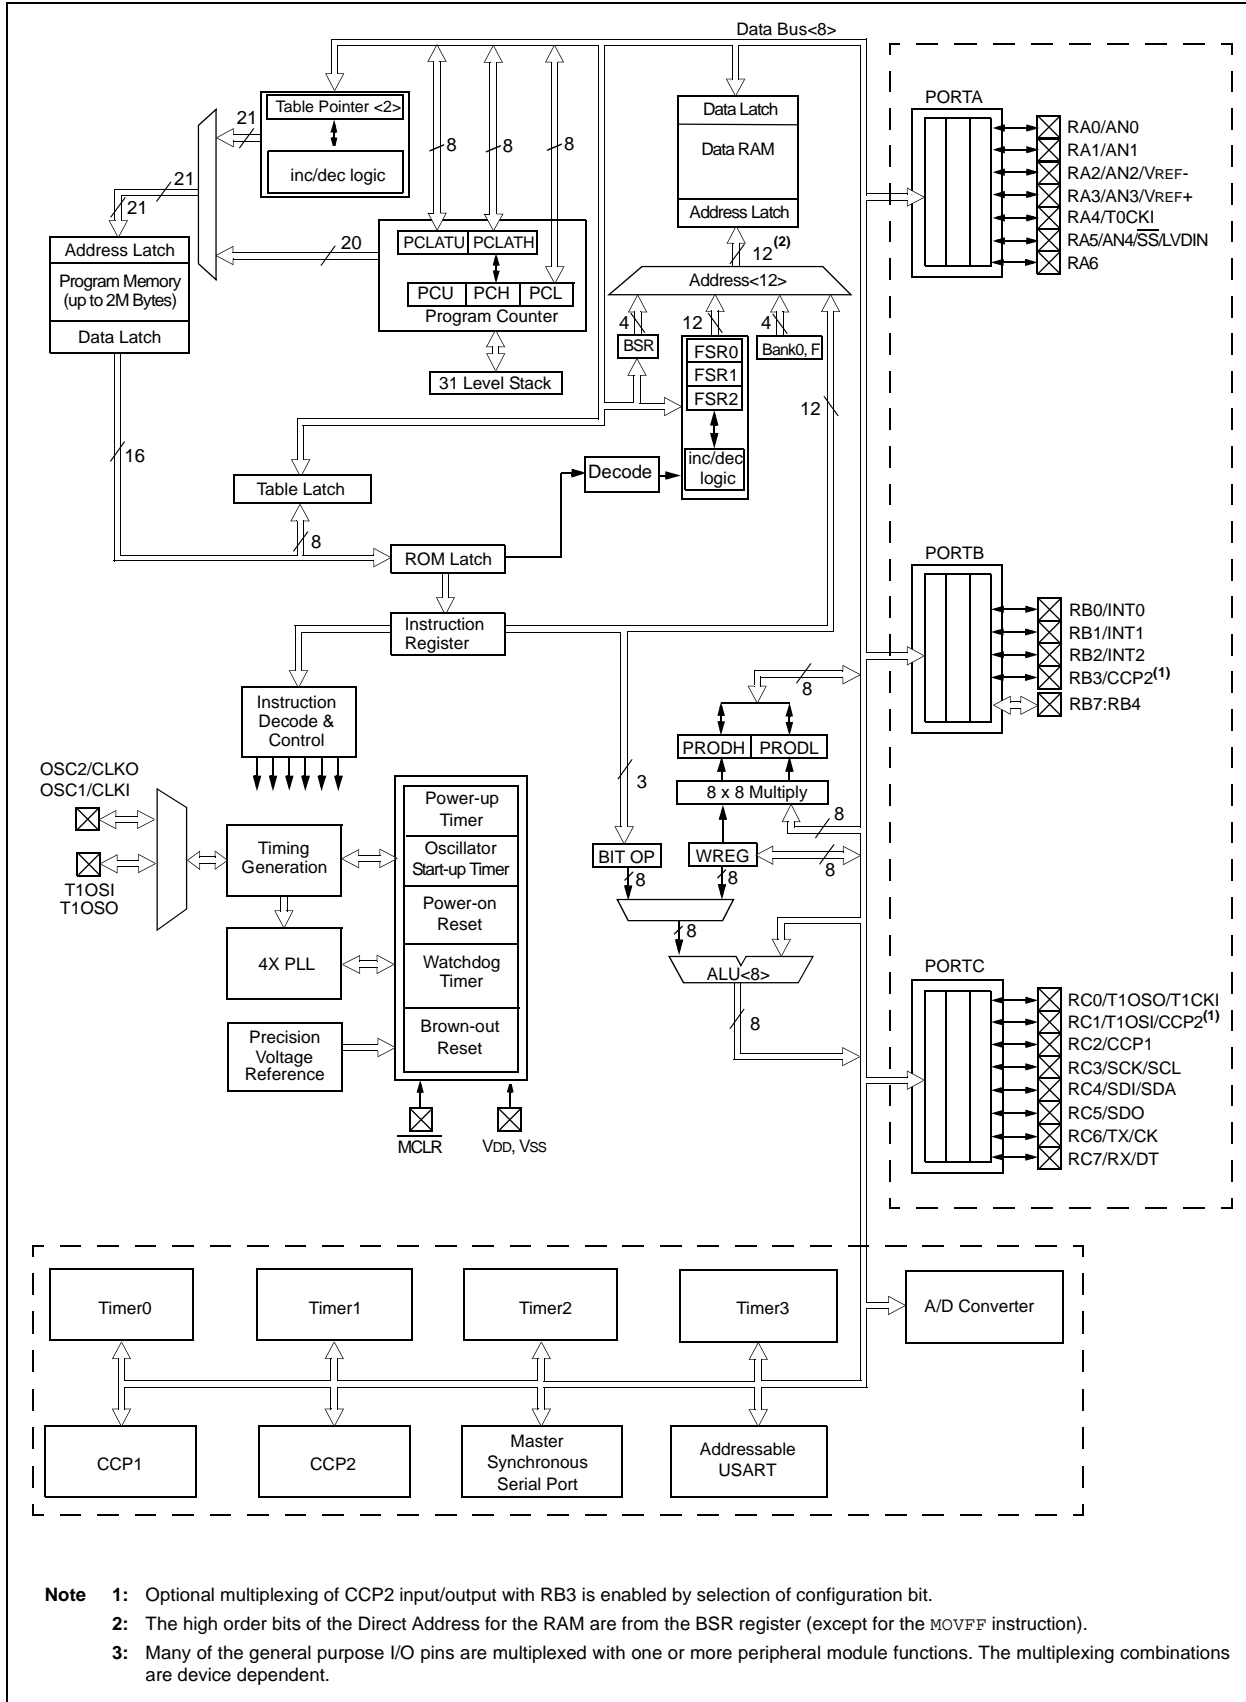 Data Bus<8>
PORTA
Table Pointer <2>
inc/dec logic
21
21
21
8
8
8
Data Latch
Data RAM
Address Latch
12(2)
RA0/AN0
RA1/AN1
RA2/AN2/VREF-
RA3/AN3/VREF+
RA4/T0CKI
RA5/AN4/SS/LVDIN
RA6
Address Latch
Program Memory
(up to 2M Bytes)
Data Latch
20
PCLATU
PCLATH
PCU
PCH
PCL
Program Counter
31 Level Stack
Address<12>
4
12
4
BSR
FSR0
FSR1
FSR2
inc/dec
logic
Bank0, F
12
16
Table Latch
8
Decode
ROM Latch
Instruction
Register
PORTB
RB0/INT0
RB1/INT1
RB2/INT2
RB3/CCP2(1)
RB7:RB4
Instruction
Decode &
Control
8
PRODH
PRODL
8 x 8 Multiply
3
8
BIT OP
WREG
8
8
8
8
ALU<8>
8
OSC2/CLKO
OSC1/CLKI
T1OSI
T1OSO
Timing
Generation
4X PLL
Precision
Voltage
Reference
Power-up
Timer
Oscillator
Start-up Timer
Power-on
Reset
Watchdog
Timer
Brown-out
Reset
MCLR
VDD, VSS
PORTC
RC0/T1OSO/T1CKI
RC1/T1OSI/CCP2(1)
RC2/CCP1
RC3/SCK/SCL
RC4/SDI/SDA
RC5/SDO
RC6/TX/CK
RC7/RX/DT
Timer0
Timer1
Timer2
Timer3
A/D Converter
CCP1
CCP2
Master
Synchronous
Serial Port
Addressable
USART
Note 1: Optional multiplexing of CCP2 input/output with RB3 is enabled by selection of configuration bit.
2: The high order bits of the Direct Address for the RAM are from the BSR register (except for the MOVFF instruction).
3: Many of the general purpose I/O pins are multiplexed with one or more peripheral module functions. The multiplexing combinations
are device dependent.